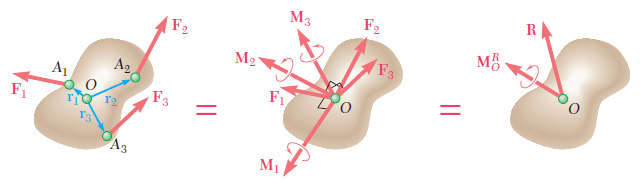 F₂
A₁
A₂
O
F₁
r₁
r₂
F₃
r₃
A₃
=
M₃
F₂
M₂
F₃
F₁
O
M₁
=
R
M_O^R
O